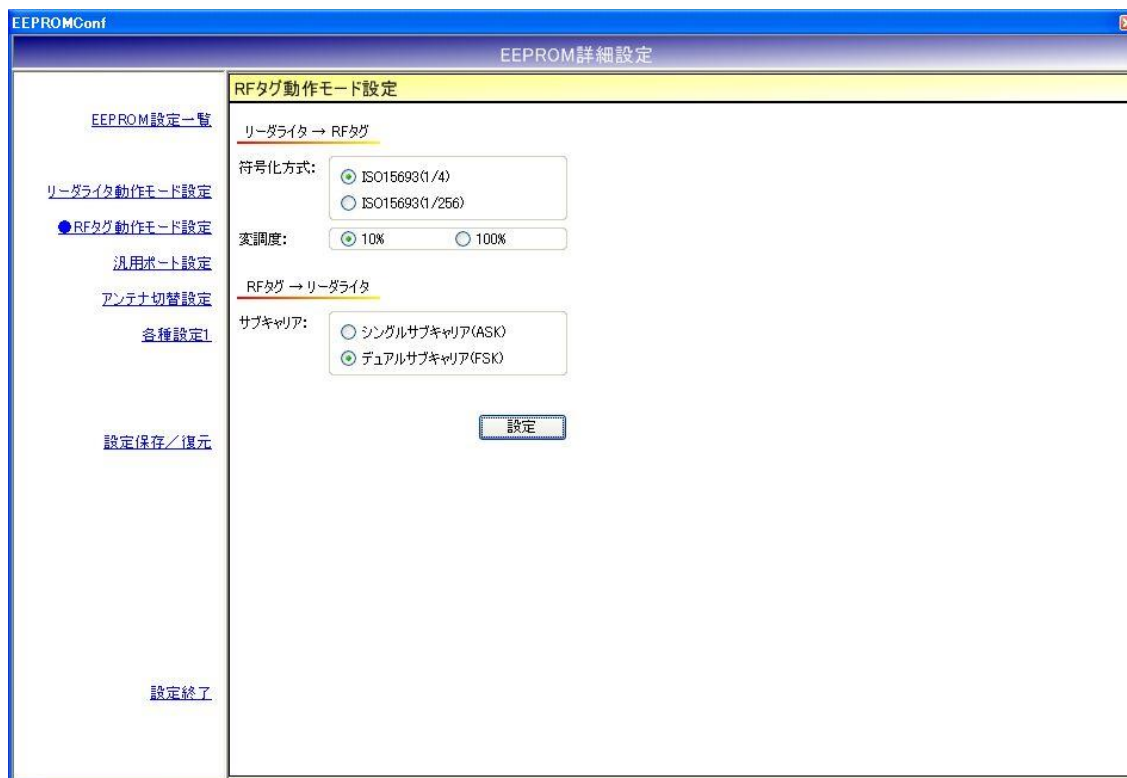 EEPROMConf
EEPROM詳細設定
EEPROM設定一覧
リーダライタ動作モード設定
●RFタグ動作モード設定
汎用ポート設定
アンテナ切替設定
各種設定1
設定保存／復元
設定終了
RFタグ動作モード設定
リーダライタ → RFタグ
符号化方式:
ISO15693(1/4)
ISO15693(1/256)
変調度:
10% 100%
RFタグ → リーダライタ
サブキャリア:
シングルサブキャリア(ASK)
デュアルサブキャリア(FSK)
設定